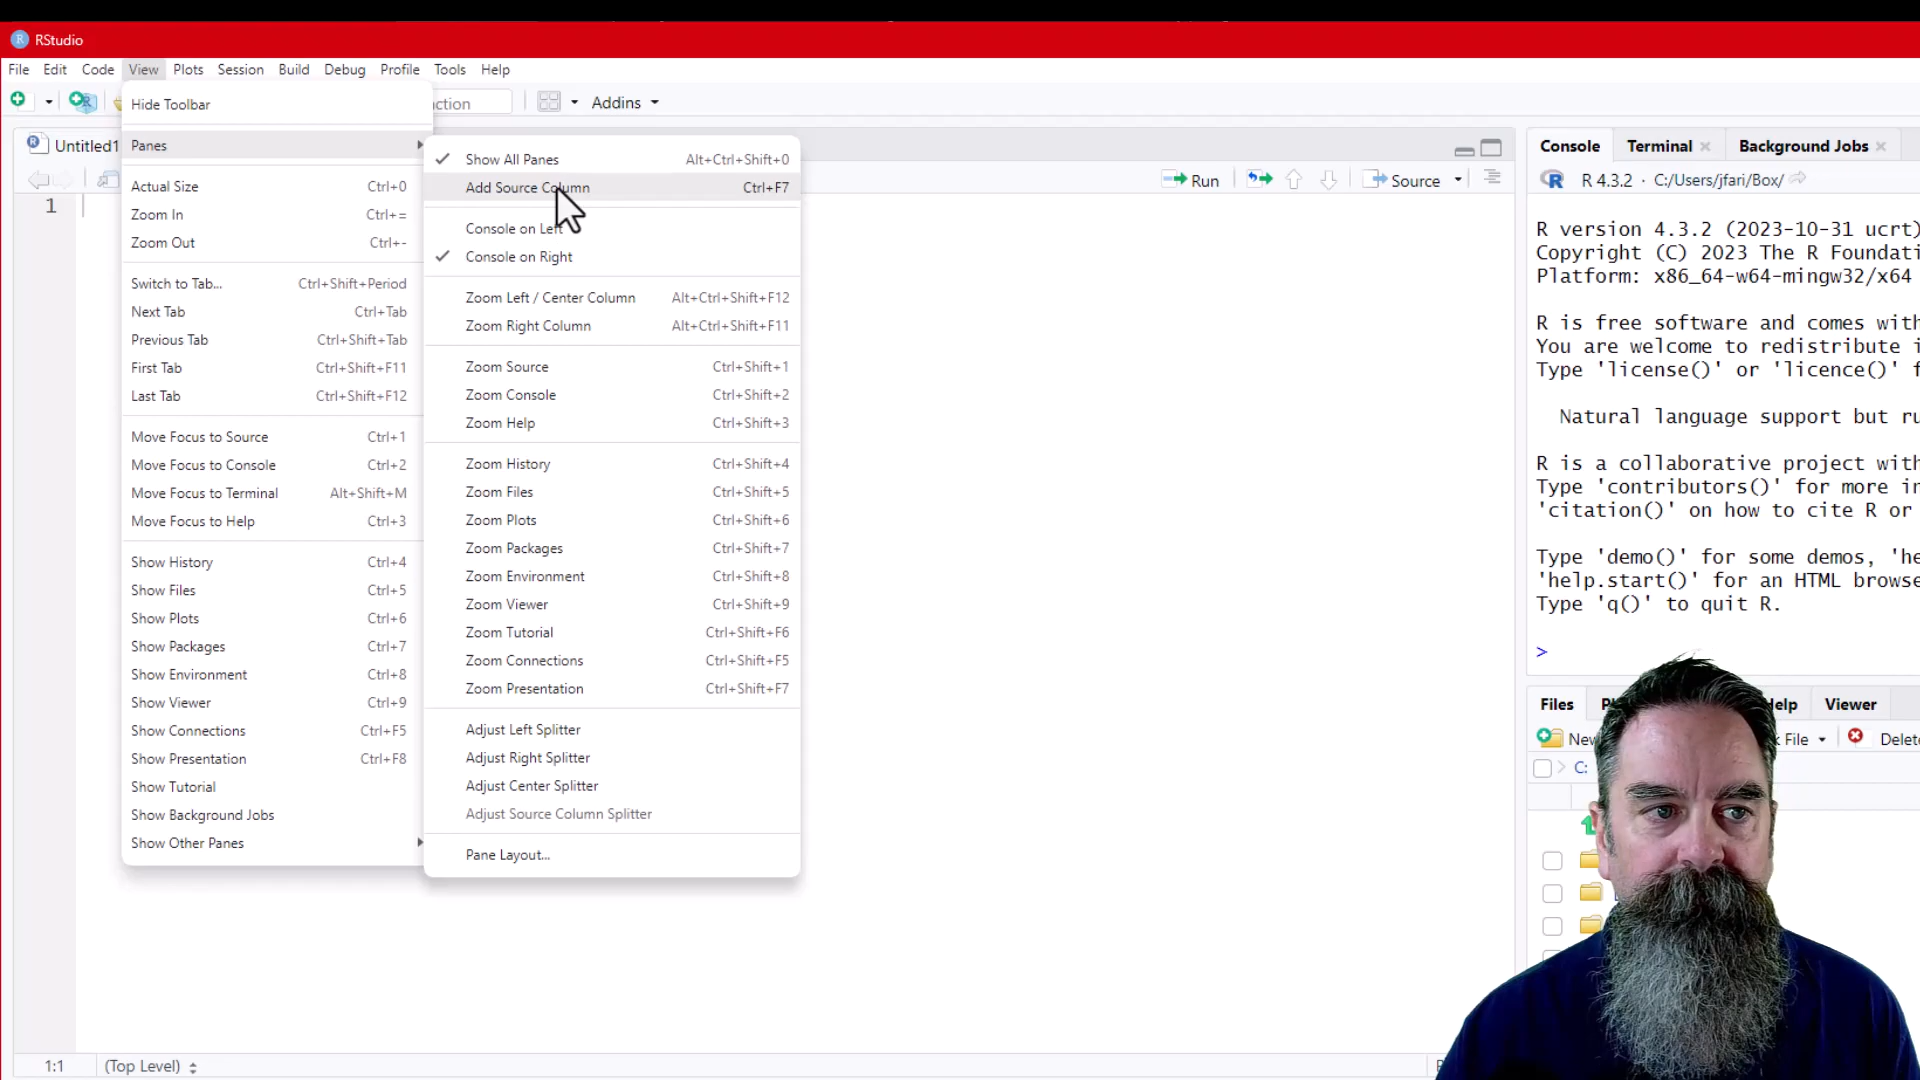 RStudio
File Edit Code View Plots Session Build Debug Profile Tools Help
Addins
Hide Toolbar
Panes
Actual Size Ctrl+0
Zoom In Ctrl+=
Zoom Out Ctrl+-
Switch to Tab... Ctrl+Shift+Period
Next Tab Ctrl+Tab
Previous Tab Ctrl+Shift+Tab
First Tab Ctrl+Shift+F11
Last Tab Ctrl+Shift+F12
Move Focus to Source Ctrl+1
Move Focus to Console Ctrl+2
Move Focus to Terminal Alt+Shift+M
Move Focus to Help Ctrl+3
Show History Ctrl+4
Show Files Ctrl+5
Show Plots Ctrl+6
Show Packages Ctrl+7
Show Environment Ctrl+8
Show Viewer Ctrl+9
Show Connections Ctrl+F5
Show Presentation Ctrl+F8
Show Tutorial
Show Background Jobs
Show Other Panes
Show All Panes Alt+Ctrl+Shift+0
Add Source Column Ctrl+F7
Console on Left
Console on Right
Zoom Left / Center Column Alt+Ctrl+Shift+F12
Zoom Right Column Alt+Ctrl+Shift+F11
Zoom Source Ctrl+Shift+1
Zoom Console Ctrl+Shift+2
Zoom Help Ctrl+Shift+3
Zoom History Ctrl+Shift+4
Zoom Files Ctrl+Shift+5
Zoom Plots Ctrl+Shift+6
Zoom Packages Ctrl+Shift+7
Zoom Environment Ctrl+Shift+8
Zoom Viewer Ctrl+Shift+9
Zoom Tutorial Ctrl+Shift+F6
Zoom Connections Ctrl+Shift+F5
Zoom Presentation Ctrl+Shift+F7
Adjust Left Splitter
Adjust Right Splitter
Adjust Center Splitter
Adjust Source Column Splitter
Pane Layout...
Untitled1
Run Source
1
1:1 (Top Level)
Console Terminal Background Jobs
R 4.3.2 · C:/Users/jfari/Box/
R version 4.3.2 (2023-10-31 ucrt)
Copyright (C) 2023 The R Foundati
Platform: x86_64-w64-mingw32/x64
R is free software and comes with
You are welcome to redistribute i
Type 'license()' or 'licence()' f
Natural language support but ru
R is a collaborative project with
Type 'contributors()' for more in
'citation()' on how to cite R or
Type 'demo()' for some demos, 'he
'help.start()' for an HTML browse
Type 'q()' to quit R.
>
Files Help Viewer
New File Delete
C: